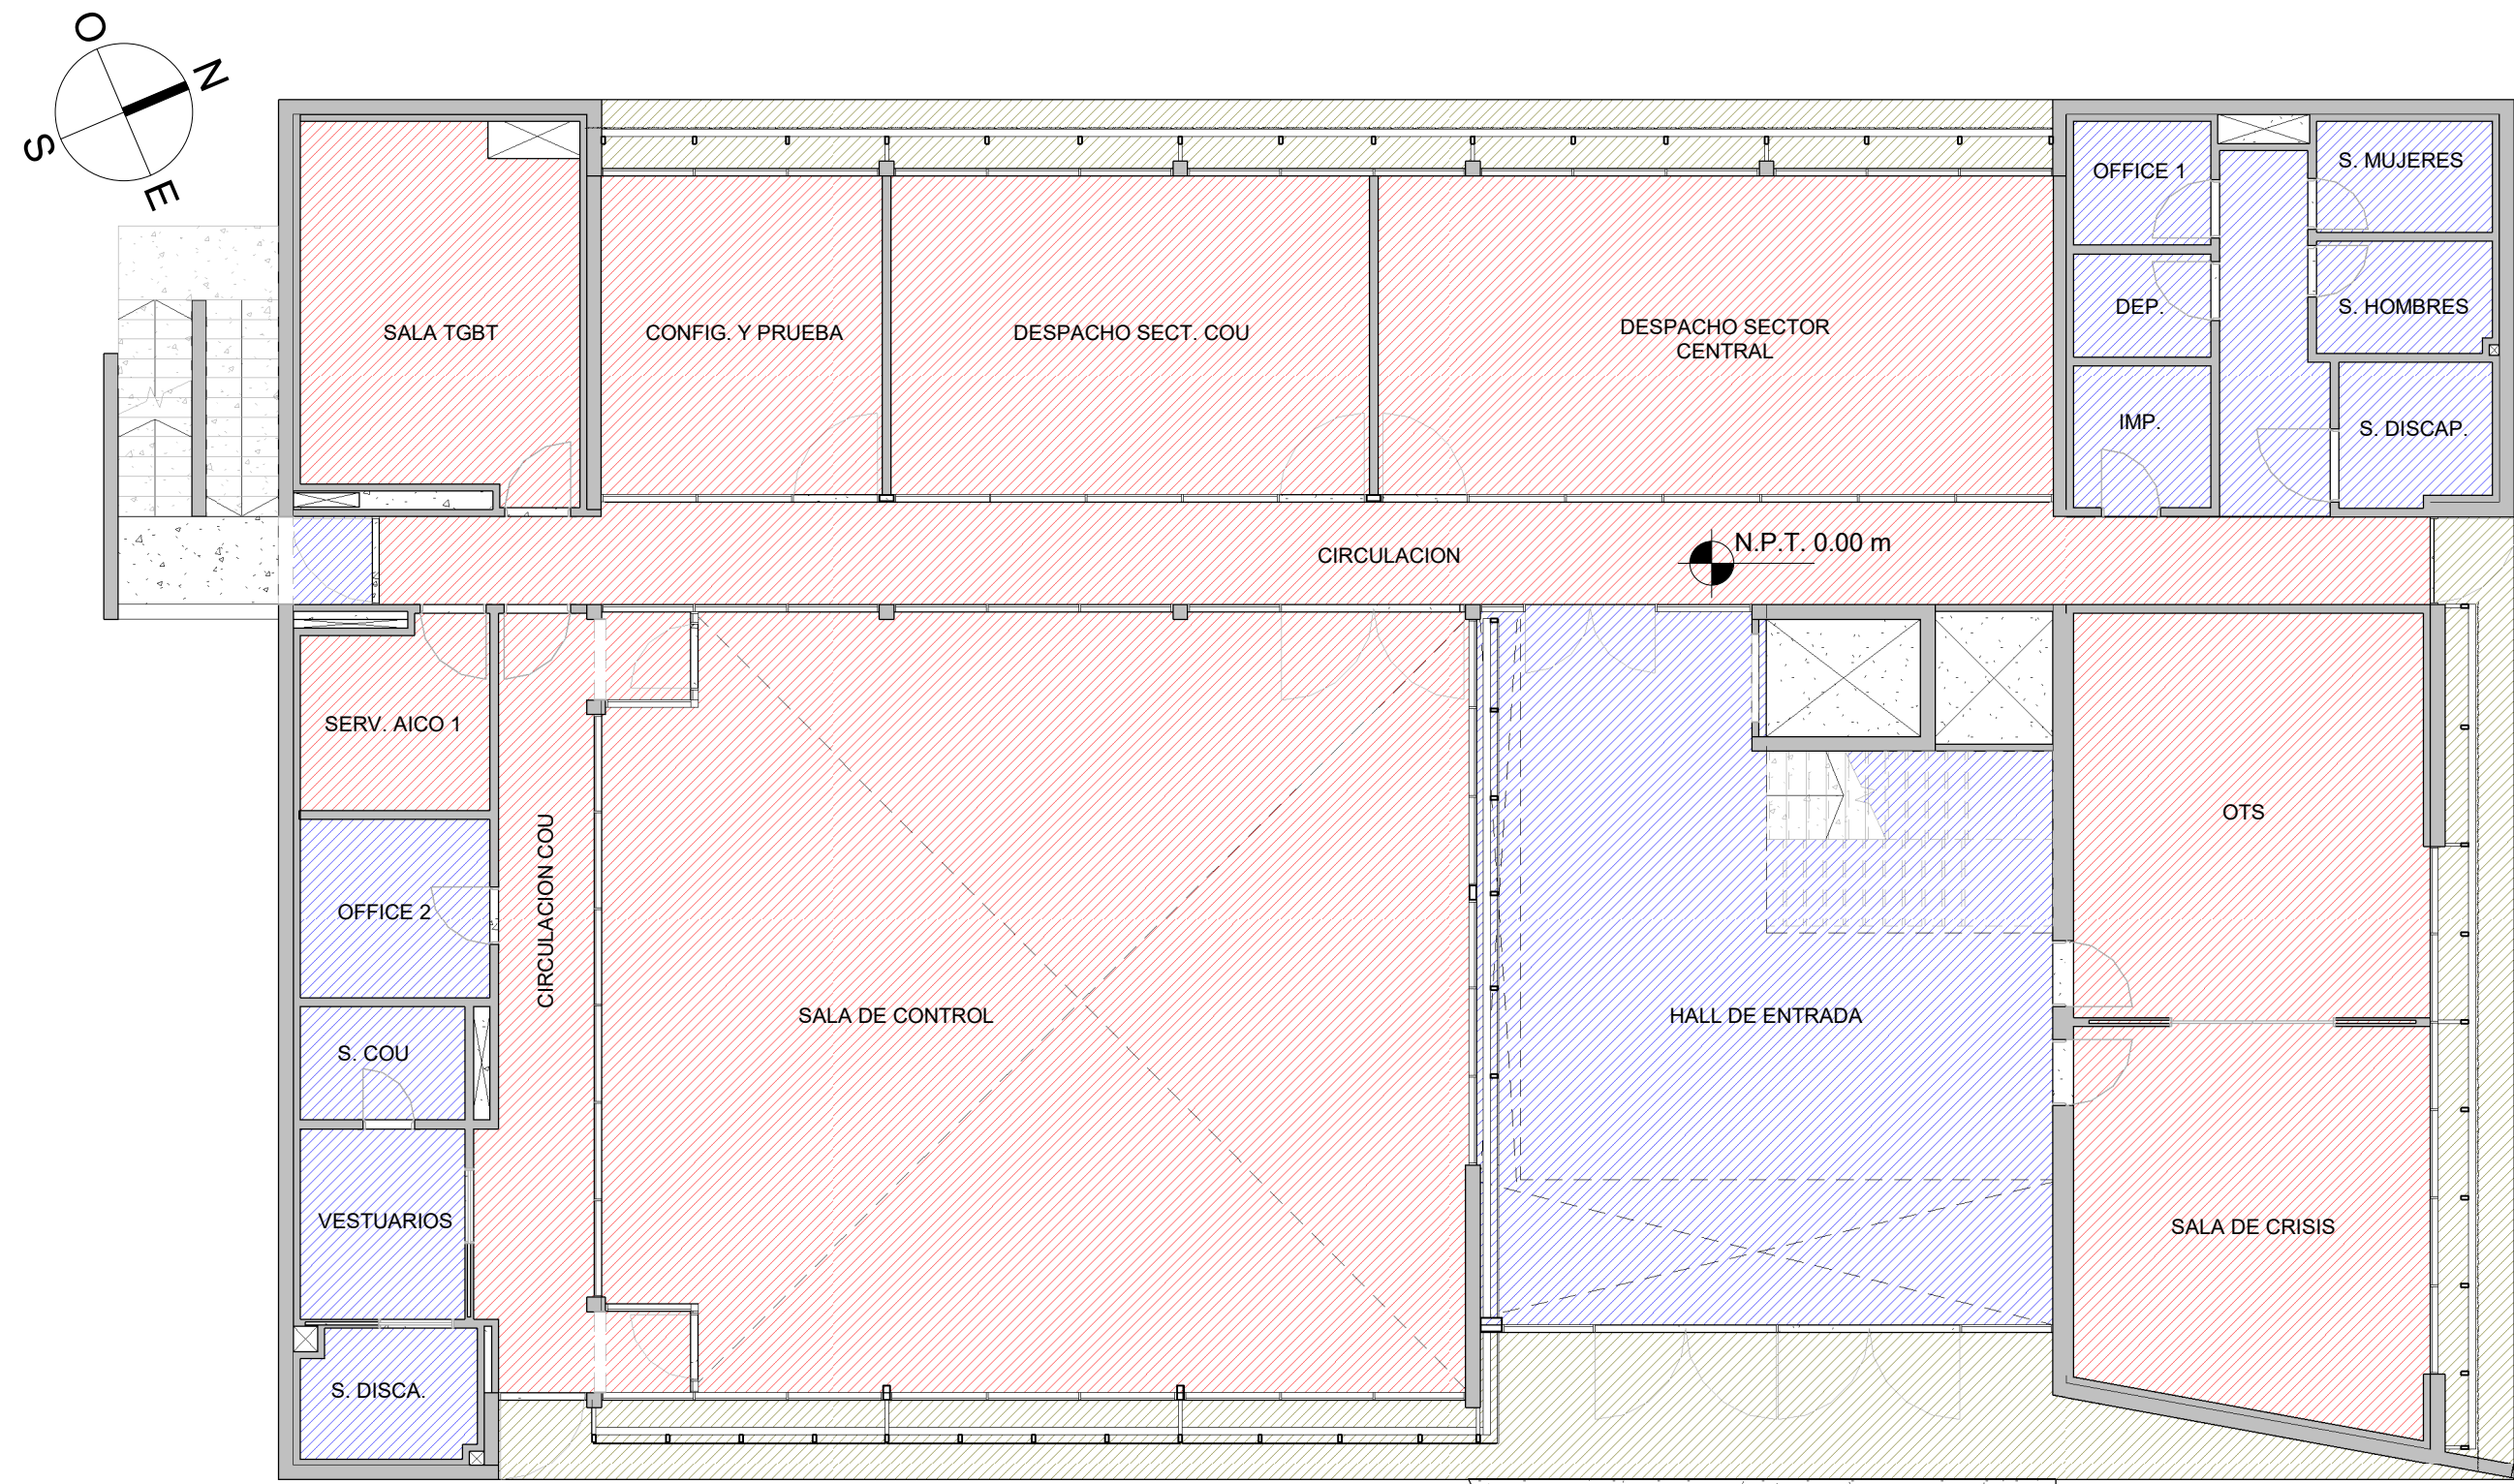 O
N
S
E
OFFICE 1
S. MUJERES
DEP.
S. HOMBRES
SALA TGBT
CONFIG. Y PRUEBA
DESPACHO SECT. COU
DESPACHO SECTOR
CENTRAL
IMP.
S. DISCAP.
CIRCULACION
N.P.T. 0.00 m
SERV. AICO 1
OTS
OFFICE 2
CIRCULACION COU
SALA DE CONTROL
HALL DE ENTRADA
S. COU
VESTUARIOS
SALA DE CRISIS
S. DISCA.